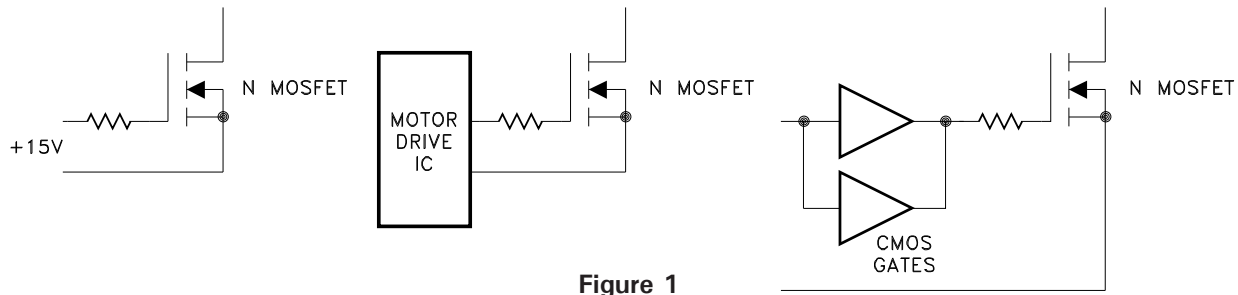 +15V
N MOSFET
MOTOR
DRIVE
IC
N MOSFET
CMOS
GATES
N MOSFET
Figure 1